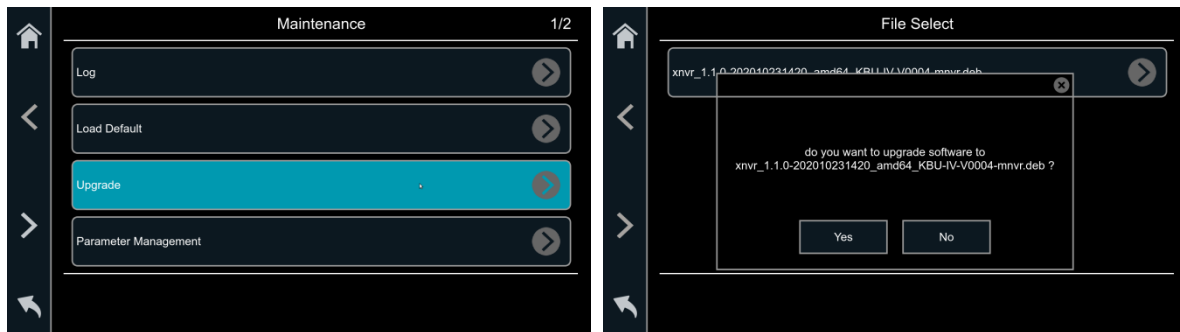 Maintenance 1/2
Log
Load Default
Upgrade
Parameter Management
File Select
xnvr_1.1.0-202010231420_amd64_KBU-IV-V0004-mnvr.deb
do you want to upgrade software to
xnvr_1.1.0-202010231420_amd64_KBU-IV-V0004-mnvr.deb ?
Yes No